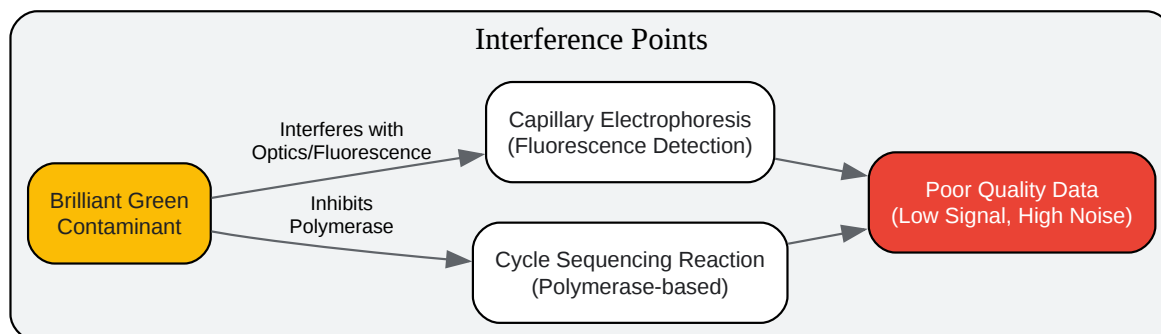 Interference Points
Brilliant Green
Contaminant
Interferes with
Optics/Fluorescence
Inhibits
Polymerase
Capillary Electrophoresis
(Fluorescence Detection)
Cycle Sequencing Reaction
(Polymerase-based)
Poor Quality Data
(Low Signal, High Noise)